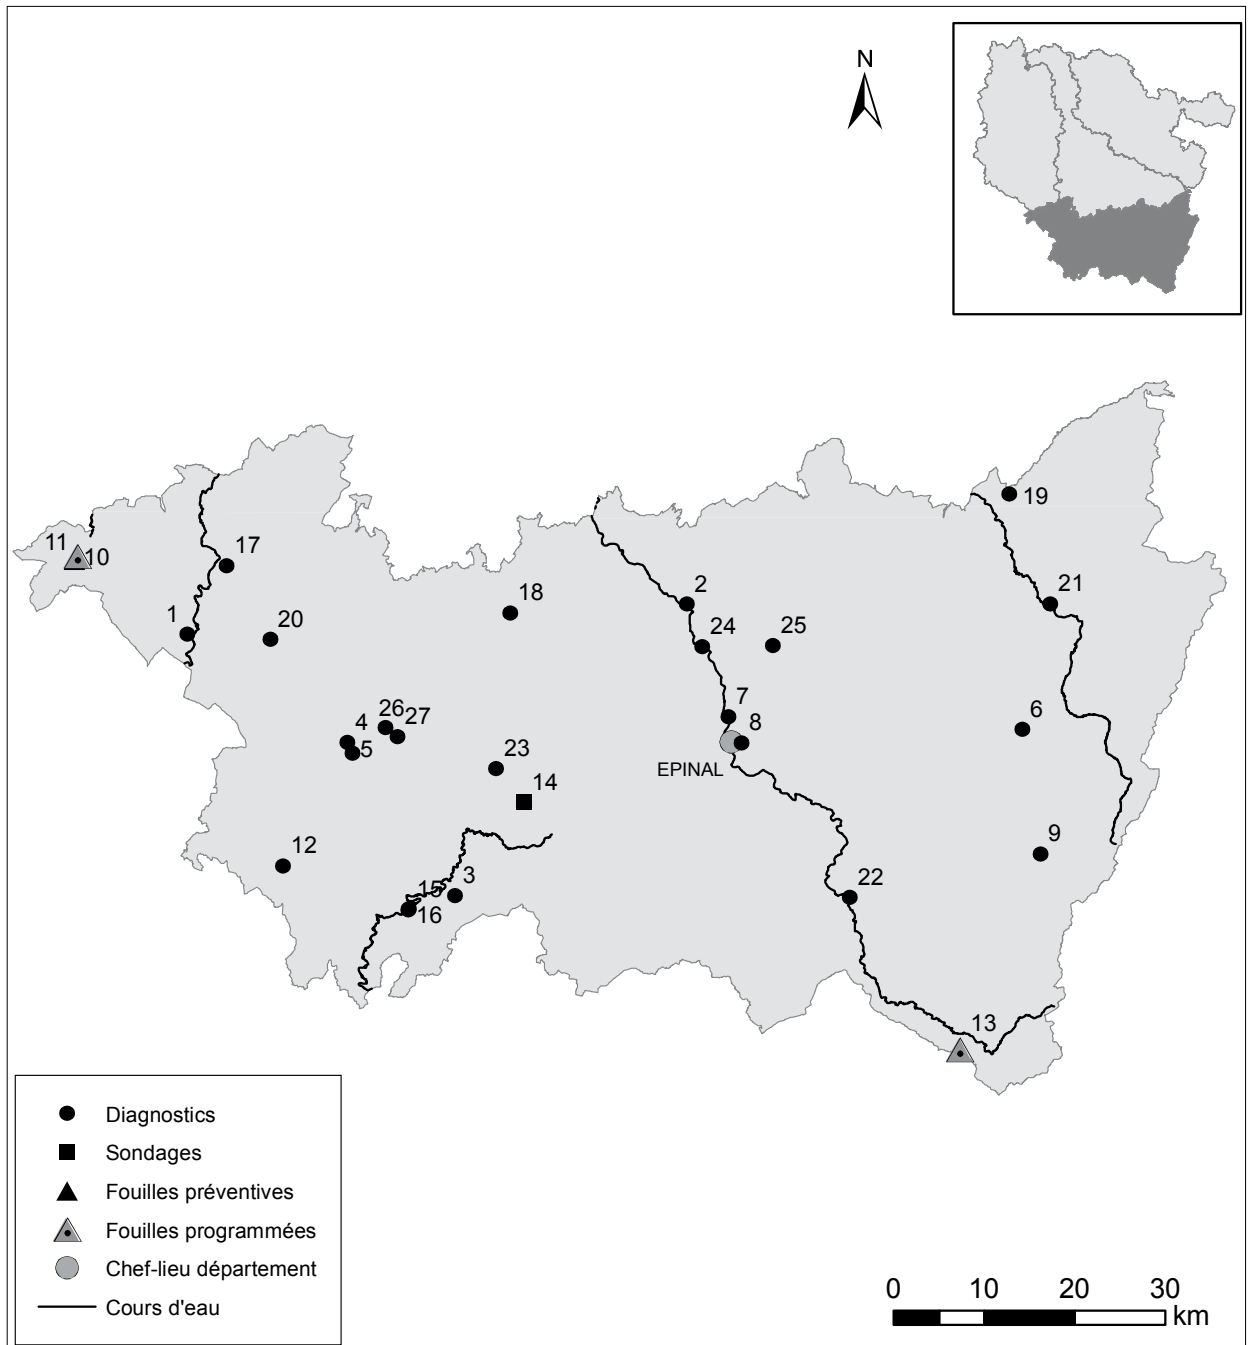 N
19
11
10
17
2
21
18
1
20
24
25
7
26
27
4
5
8
6
EPINAL
23
14
12
9
15
3
16
22
13
Diagnostics
Sondages
Fouilles préventives
Fouilles programmées
Chef-lieu département
Cours d'eau
0 10 20 30
km